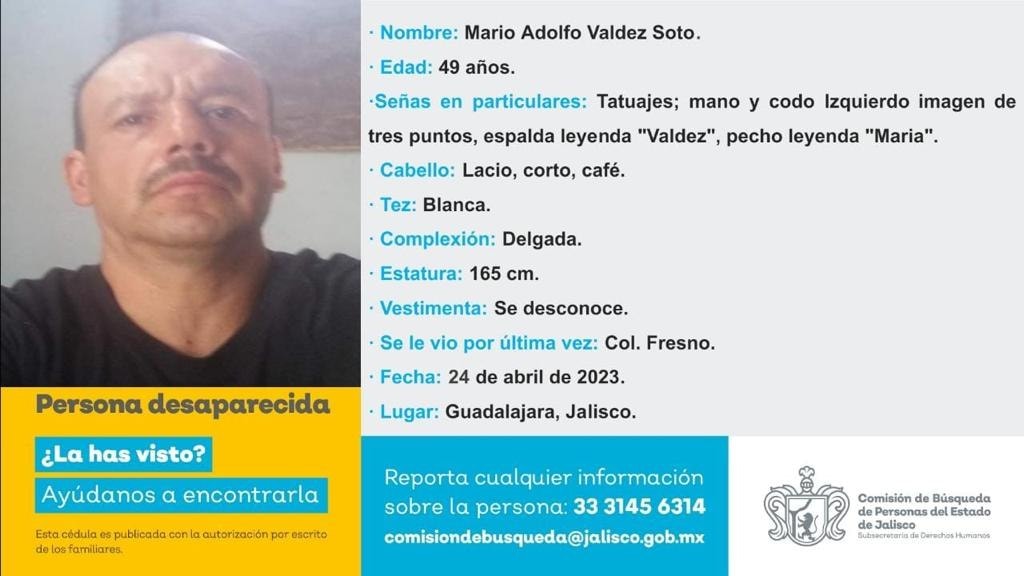 · Nombre: Mario Adolfo Valdez Soto.
· Edad: 49 años.
·Señas en particulares: Tatuajes; mano y codo Izquierdo imagen de
tres puntos, espalda leyenda "Valdez", pecho leyenda "Maria".
· Cabello: Lacio, corto, café.
· Tez: Blanca.
· Complexión: Delgada.
· Estatura: 165 cm.
· Vestimenta: Se desconoce.
· Se le vio por última vez: Col. Fresno.
· Fecha: 24 de abril de 2023.
· Lugar: Guadalajara, Jalisco.
Persona desaparecida
¿La has visto?
Ayúdanos a encontrarla
Esta cédula es publicada con la autorización por escrito
de los familiares.
Reporta cualquier información
sobre la persona: 33 3145 6314
comisiondebusqueda@jalisco.gob.mx
Comisión de Búsqueda
de Personas del Estado
de Jalisco
Subsecretaría de Derechos Humanos